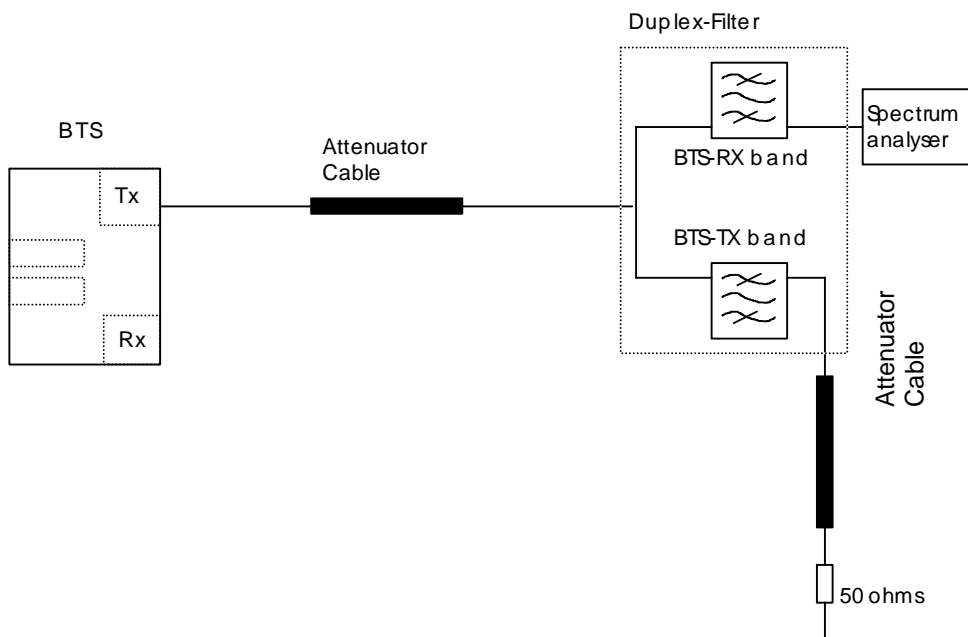 Duplex-Filter
BTS
Tx
Rx
Attenuator
Cable
BTS-RX band
Spectrum
analyser
BTS-TX band
Attenuator
Cable
50 ohms